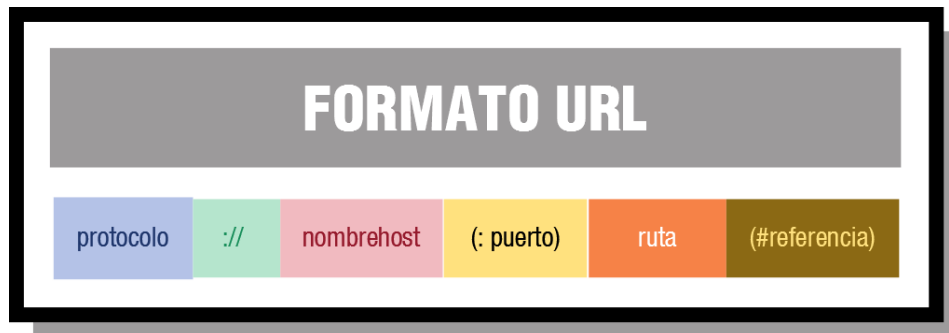 FORMATO URL
protocolo :// nombrehost (: puerto) ruta (#referencia)